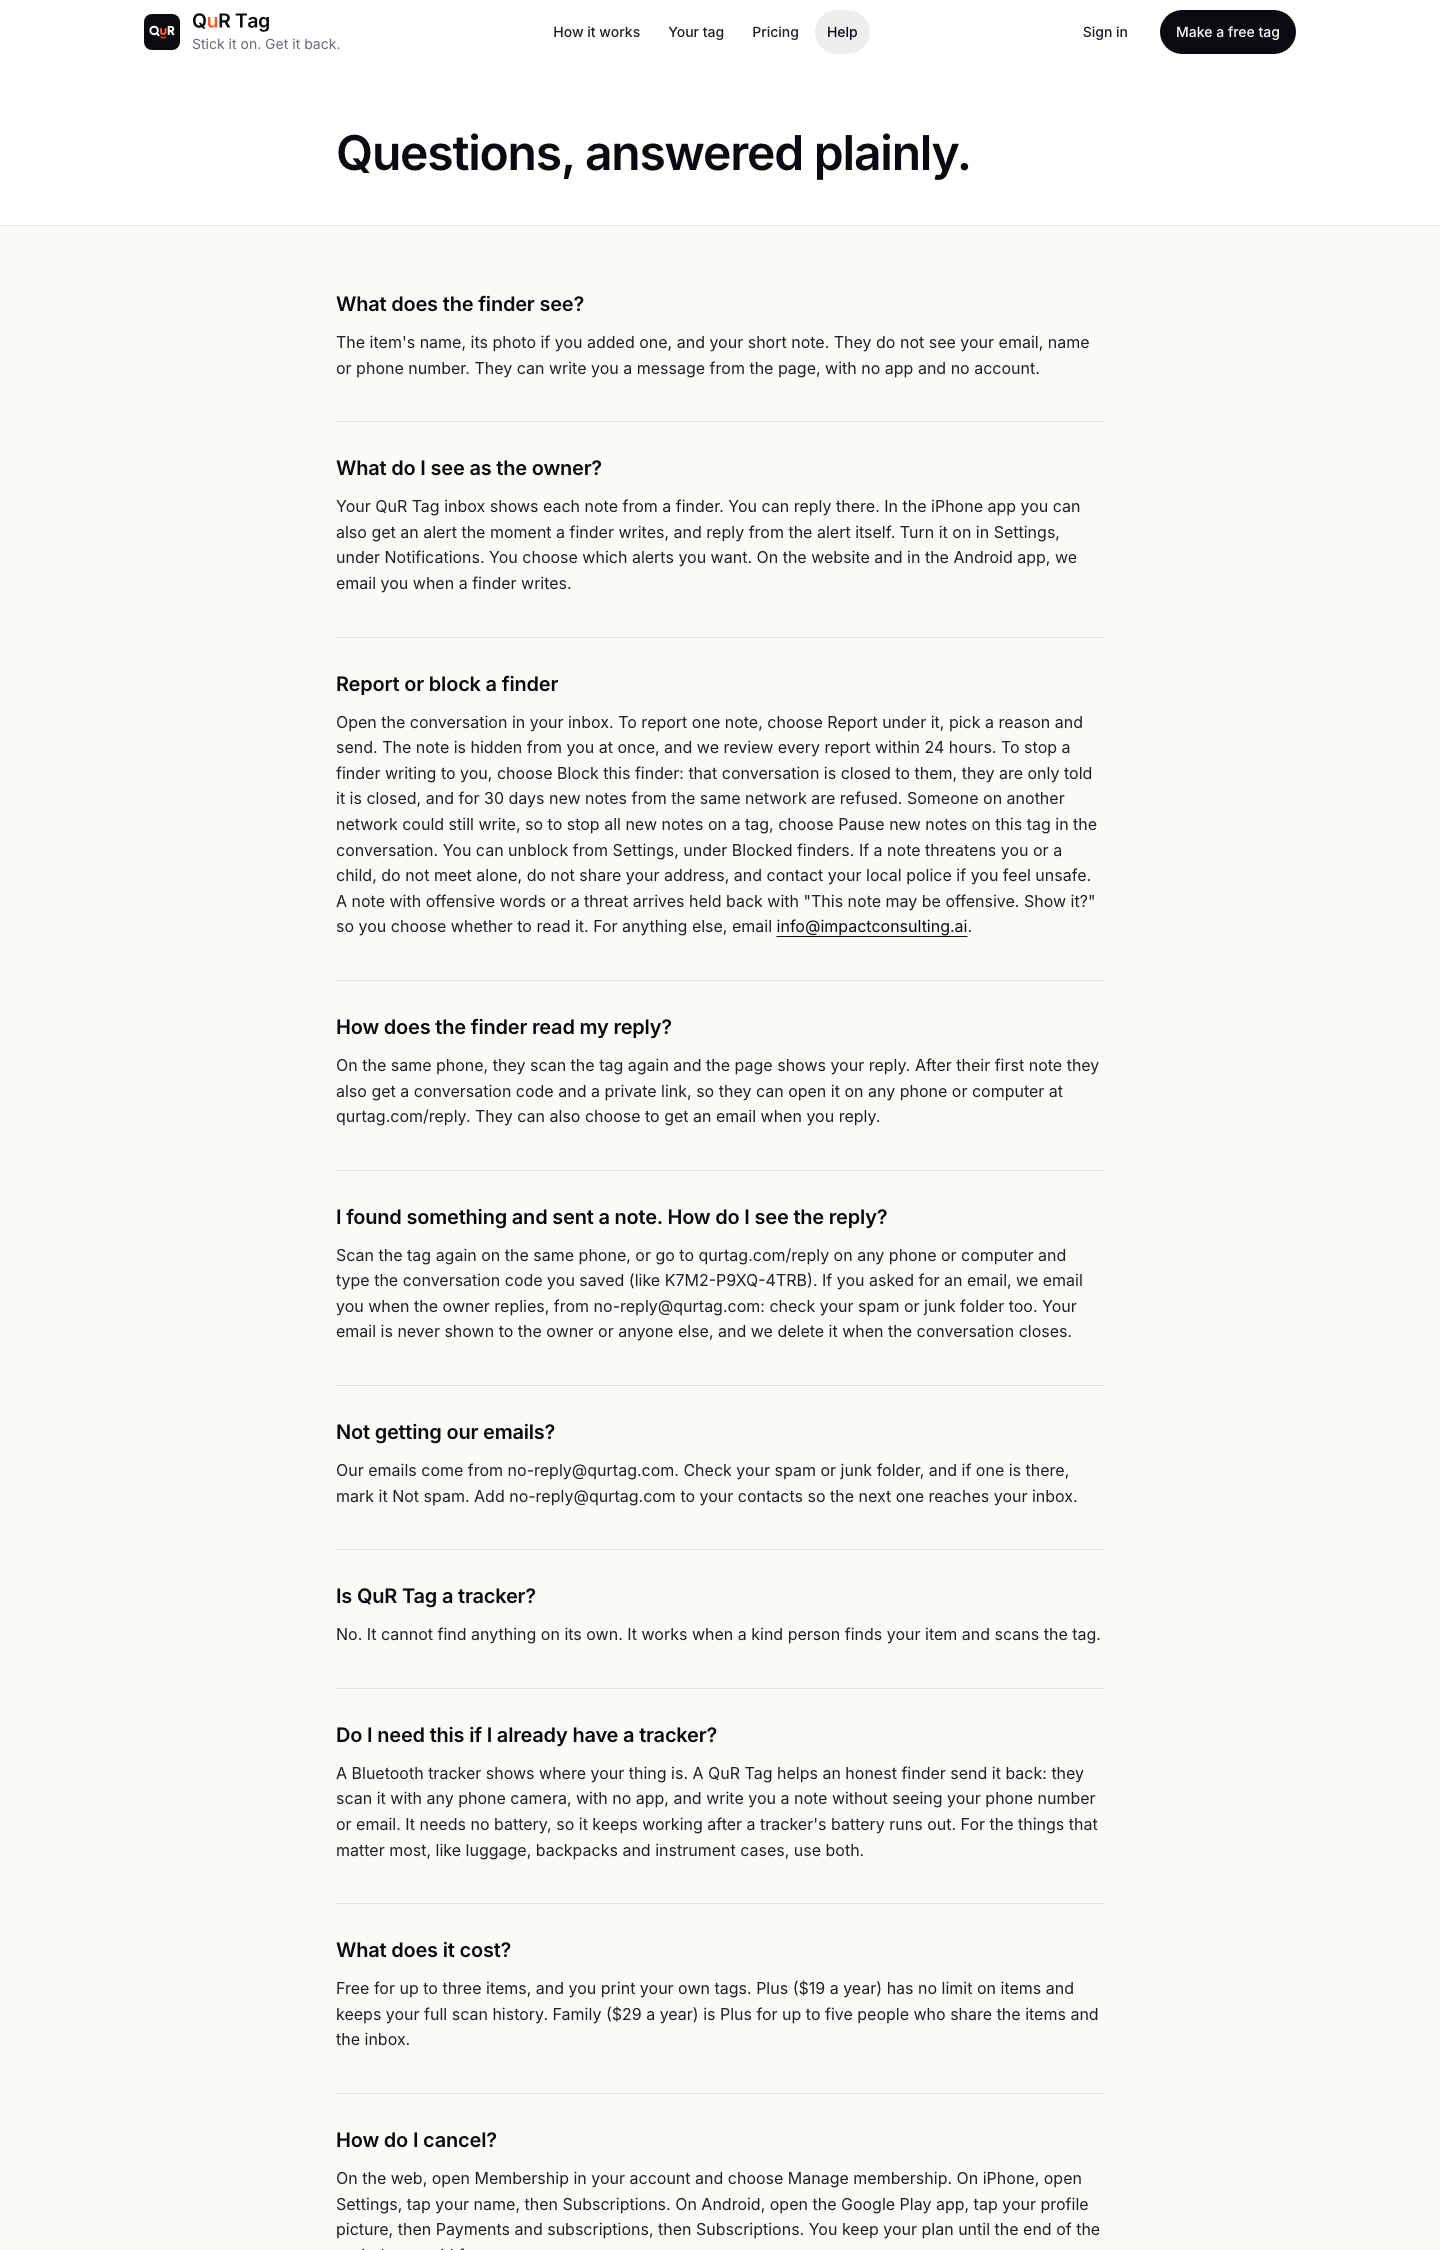 QuR
QuR Tag
Stick it on. Get it back.
How it works
Your tag
Pricing
Help
Sign in
Make a free tag
Questions, answered plainly.
What does the finder see?
The item's name, its photo if you added one, and your short note. They do not see your email, name
or phone number. They can write you a message from the page, with no app and no account.
What do I see as the owner?
Your QuR Tag inbox shows each note from a finder. You can reply there. In the iPhone app you can
also get an alert the moment a finder writes, and reply from the alert itself. Turn it on in Settings,
under Notifications. You choose which alerts you want. On the website and in the Android app, we
email you when a finder writes.
Report or block a finder
Open the conversation in your inbox. To report one note, choose Report under it, pick a reason and
send. The note is hidden from you at once, and we review every report within 24 hours. To stop a
finder writing to you, choose Block this finder: that conversation is closed to them, they are only told
it is closed, and for 30 days new notes from the same network are refused. Someone on another
network could still write, so to stop all new notes on a tag, choose Pause new notes on this tag in the
conversation. You can unblock from Settings, under Blocked finders. If a note threatens you or a
child, do not meet alone, do not share your address, and contact your local police if you feel unsafe.
A note with offensive words or a threat arrives held back with "This note may be offensive. Show it?"
so you choose whether to read it. For anything else, email info@impactconsulting.ai.
How does the finder read my reply?
On the same phone, they scan the tag again and the page shows your reply. After their first note they
also get a conversation code and a private link, so they can open it on any phone or computer at
qurtag.com/reply. They can also choose to get an email when you reply.
I found something and sent a note. How do I see the reply?
Scan the tag again on the same phone, or go to qurtag.com/reply on any phone or computer and
type the conversation code you saved (like K7M2-P9XQ-4TRB). If you asked for an email, we email
you when the owner replies, from no-reply@qurtag.com: check your spam or junk folder too. Your
email is never shown to the owner or anyone else, and we delete it when the conversation closes.
Not getting our emails?
Our emails come from no-reply@qurtag.com. Check your spam or junk folder, and if one is there,
mark it Not spam. Add no-reply@qurtag.com to your contacts so the next one reaches your inbox.
Is QuR Tag a tracker?
No. It cannot find anything on its own. It works when a kind person finds your item and scans the tag.
Do I need this if I already have a tracker?
A Bluetooth tracker shows where your thing is. A QuR Tag helps an honest finder send it back: they
scan it with any phone camera, with no app, and write you a note without seeing your phone number
or email. It needs no battery, so it keeps working after a tracker's battery runs out. For the things that
matter most, like luggage, backpacks and instrument cases, use both.
What does it cost?
Free for up to three items, and you print your own tags. Plus ($19 a year) has no limit on items and
keeps your full scan history. Family ($29 a year) is Plus for up to five people who share the items and
the inbox.
How do I cancel?
On the web, open Membership in your account and choose Manage membership. On iPhone, open
Settings, tap your name, then Subscriptions. On Android, open the Google Play app, tap your profile
picture, then Payments and subscriptions, then Subscriptions. You keep your plan until the end of the